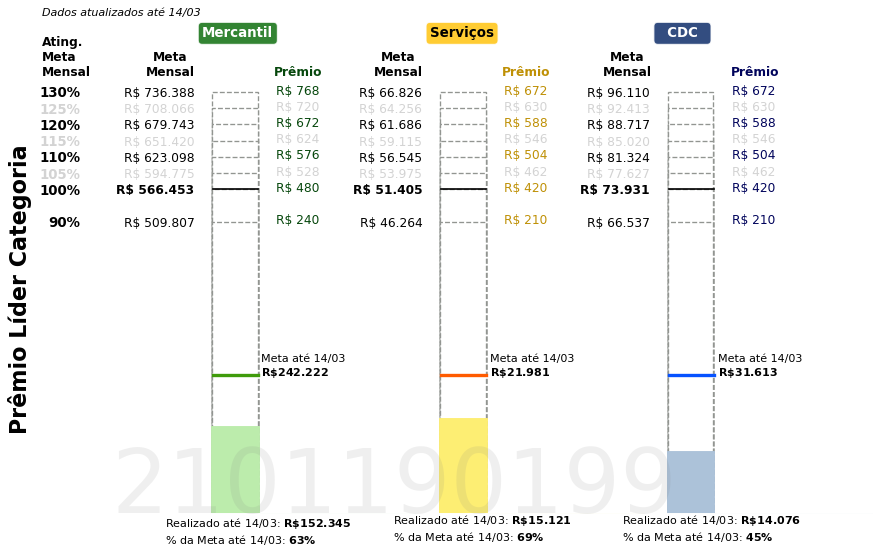 Dados atualizados até 14/03
Mercantil Serviços CDC
Ating.
Meta Meta Meta Meta
Mensal Mensal Prêmio Mensal Prêmio Mensal Prêmio
130% R$ 736.388 R$ 768 R$ 66.826 R$ 672 R$ 96.110 R$ 672
125% R$ 708.066 R$ 720 R$ 64.256 R$ 630 R$ 92.413 R$ 630
120% R$ 679.743 R$ 672 R$ 61.686 R$ 588 R$ 88.717 R$ 588
115% R$ 651.420 R$ 624 R$ 59.115 R$ 546 R$ 85.020 R$ 546
110% R$ 623.098 R$ 576 R$ 56.545 R$ 504 R$ 81.324 R$ 504
105% R$ 594.775 R$ 528 R$ 53.975 R$ 462 R$ 77.627 R$ 462
100% R$ 566.453 R$ 480 R$ 51.405 R$ 420 R$ 73.931 R$ 420
90% R$ 509.807 R$ 240 R$ 46.264 R$ 210 R$ 66.537 R$ 210
Prêmio Líder Categoria
Meta até 14/03 Meta até 14/03 Meta até 14/03
R$242.222 R$21.981 R$31.613
2101190199
Realizado até 14/03: R$152.345 Realizado até 14/03: R$15.121 Realizado até 14/03: R$14.076
% da Meta até 14/03: 63% % da Meta até 14/03: 69% % da Meta até 14/03: 45%